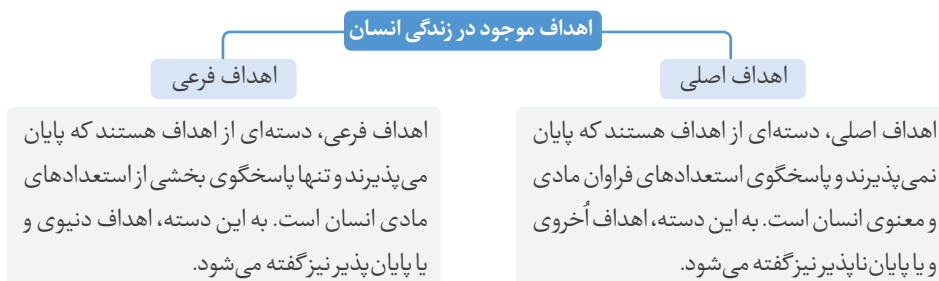 اهداف موجود در زندگی انسان
اهداف اصلی
اهداف اصلی، دسته‌ای از اهداف هستند که پایان
نمی‌پذیرند و پاسخگوی استعدادهای فراوان مادی
و معنوی انسان است. به این دسته، اهداف اُخروی
و یا پایان‌ناپذیر نیز گفته می‌شود.
اهداف فرعی
اهداف فرعی، دسته‌ای از اهداف هستند که پایان
می‌پذیرند و تنها پاسخگوی بخشی از استعدادهای
مادی انسان است. به این دسته، اهداف دنیوی و
یا پایان‌پذیر نیز گفته می‌شود.